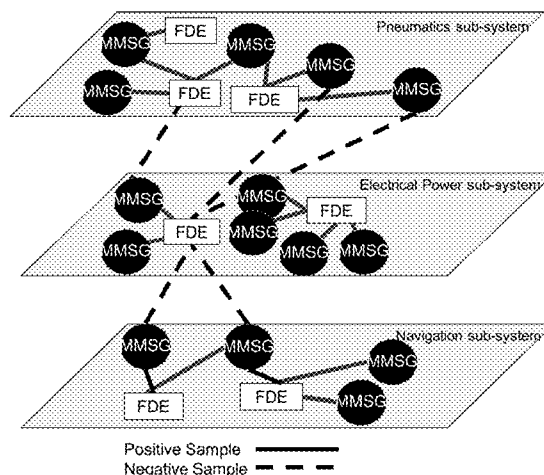 Pneumatics sub-system
FDE
MMSG
MMSG
MMSG
MMSG
FDE
FDE
MMSG
Electrical Power sub-system
MMSG
MMSG
FDE
MMSG
FDE
MMSG
MMSG
MMSG
Navigation sub-system
MMSG
MMSG
MMSG
FDE
FDE
MMSG
Positive Sample
Negative Sample